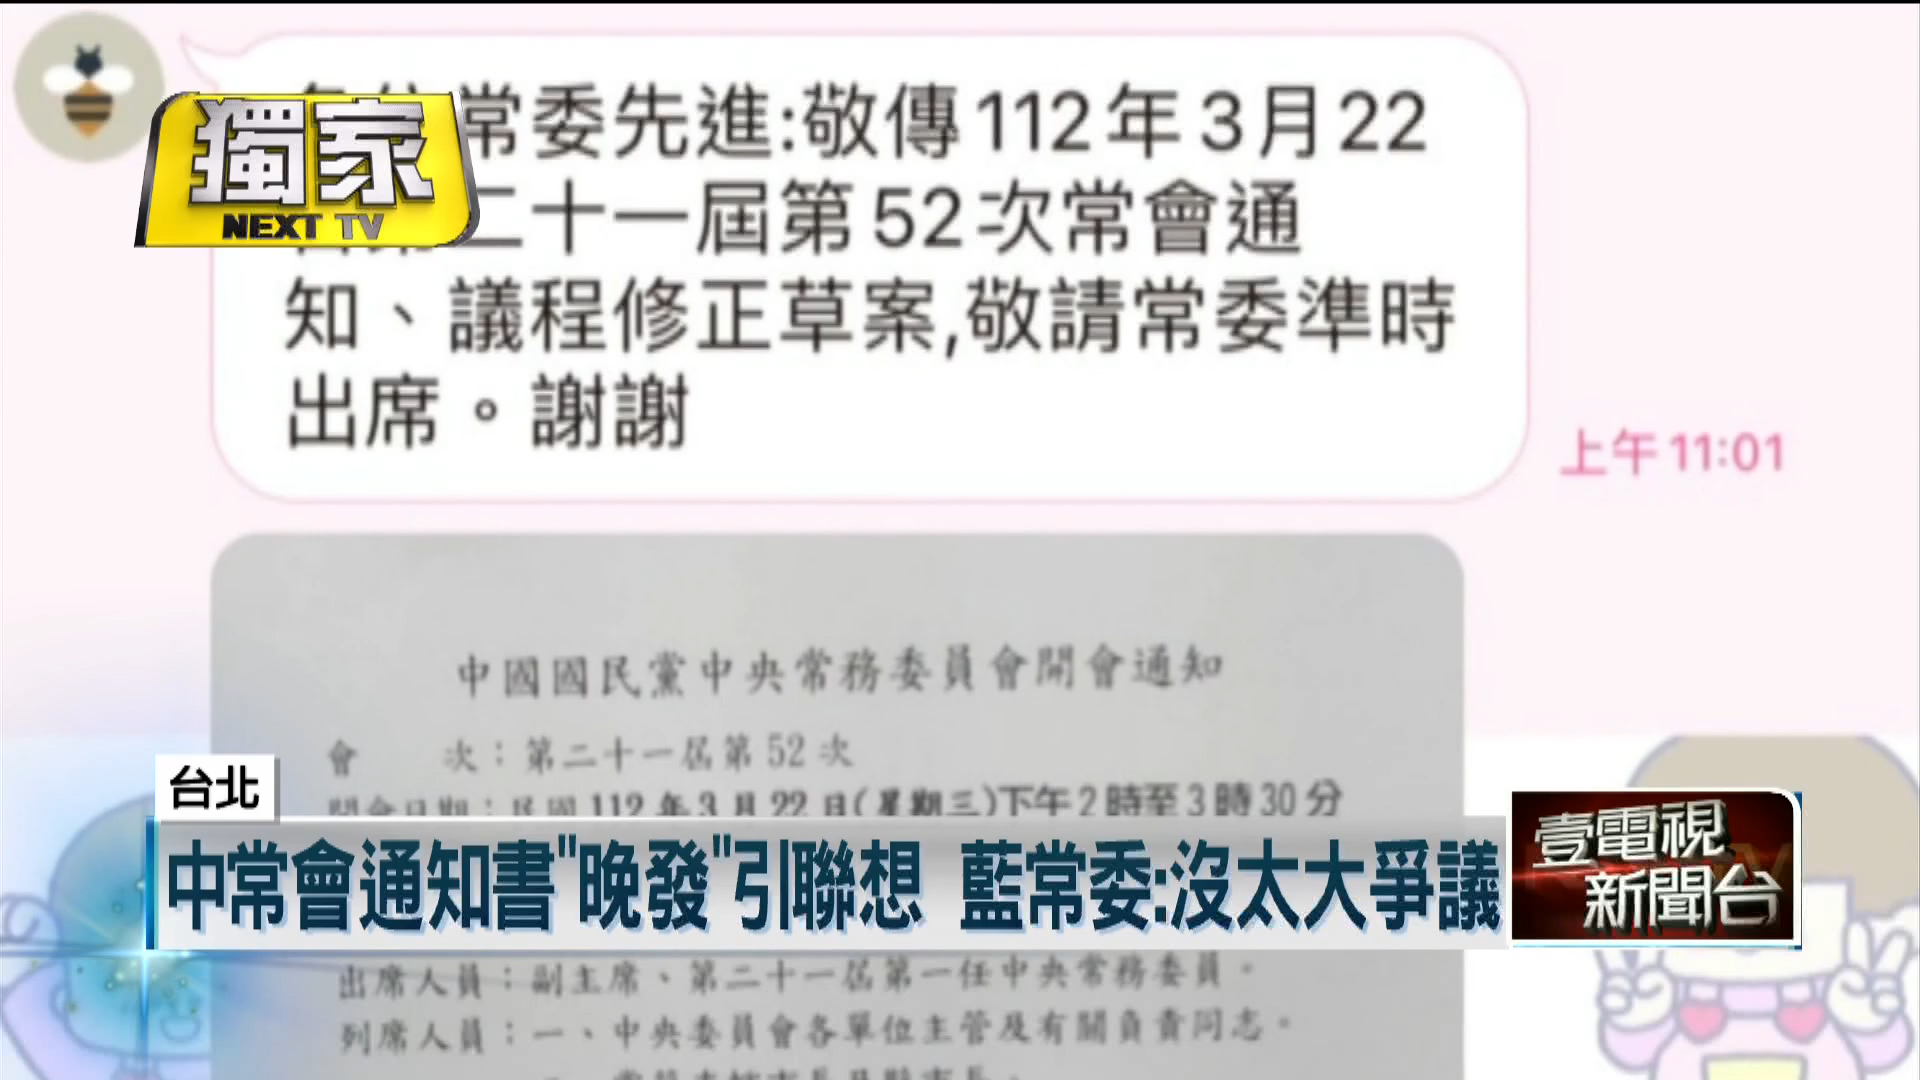 常委先進:敬傳112年3月22
二十一屆第52次常會通
知、議程修正草案,敬請常委準時
出席。謝謝
上午11:01
獨家
NEXT TV
中國國民黨中央常務委員會開會通知
會 次：第二十一屆第52次
開會日期：民國112年3月22日(星期三)下午2時至3時30分
台北
中常會通知書"晚發"引聯想 藍常委:沒太大爭議
壹電視
新聞台
出席人員：副主席、第二十一屆第一任中央常務委員。
列席人員：一、中央委員會各單位主管及有關負責同志。